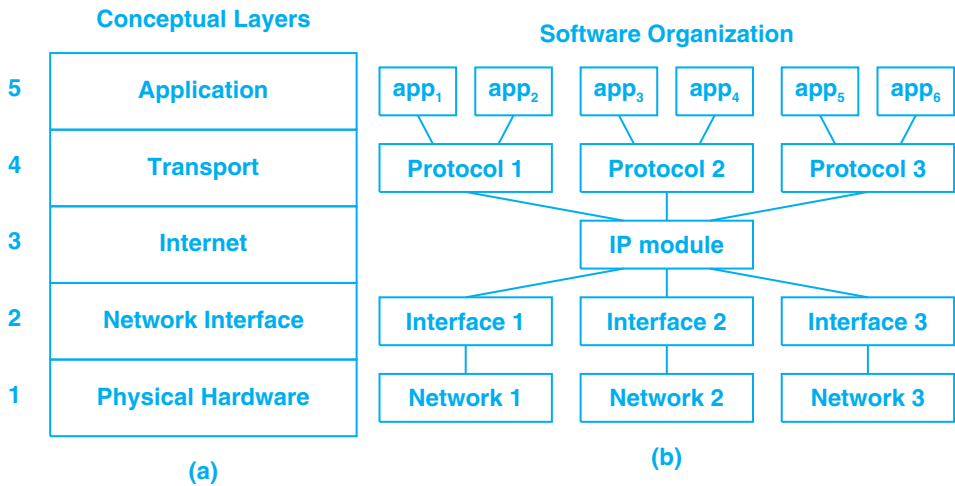 Conceptual Layers
5 Application
4 Transport
3 Internet
2 Network Interface
1 Physical Hardware
(a)
Software Organization
app₁ app₂ app₃ app₄ app₅ app₆
Protocol 1 Protocol 2 Protocol 3
IP module
Interface 1 Interface 2 Interface 3
Network 1 Network 2 Network 3
(b)